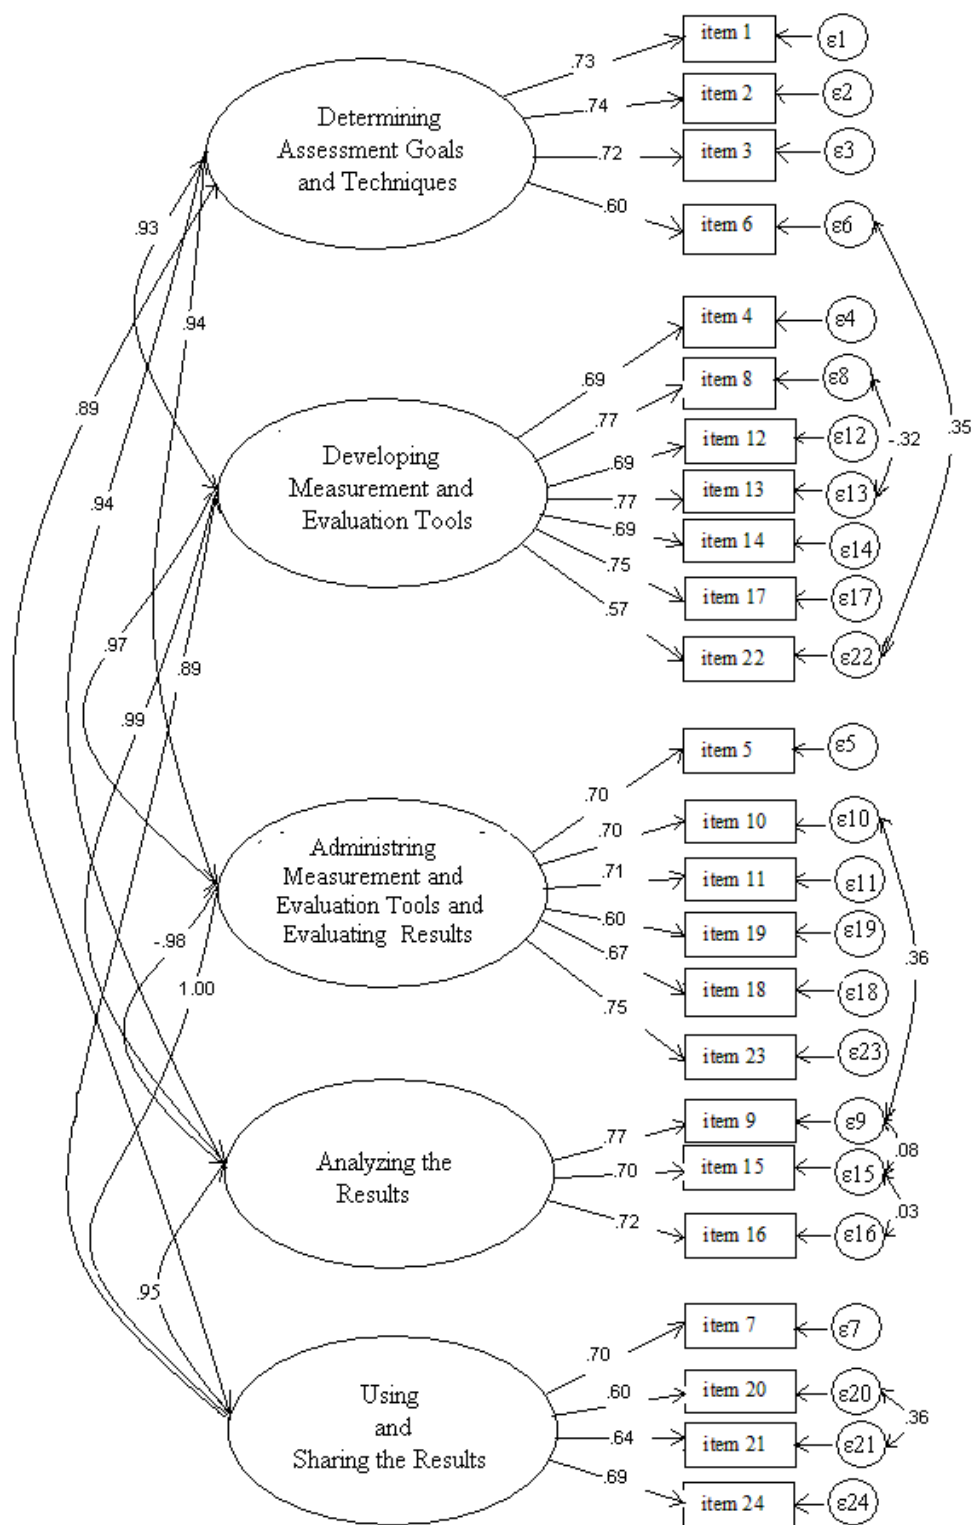 Determining
Assessment Goals
and Techniques
.73
item 1
ε1
.74
item 2
ε2
.72
item 3
ε3
.60
item 6
ε6
.93
.94
.89
.94
.35
Developing
Measurement and
Evaluation Tools
.69
item 4
ε4
.77
item 8
ε8
.69
item 12
ε12
-.32
.77
item 13
ε13
.69
item 14
ε14
.75
item 17
ε17
.57
item 22
ε22
.97
.89
.99
Administring
Measurement and
Evaluation Tools and
Evaluating Results
.70
item 5
ε5
.70
item 10
ε10
.71
item 11
ε11
.60
item 19
ε19
.67
item 18
ε18
.75
item 23
ε23
.36
-.98
1.00
Analyzing the
Results
.77
item 9
ε9
.08
.70
item 15
ε15
.03
.72
item 16
ε16
.95
Using
and
Sharing the Results
.70
item 7
ε7
.60
item 20
ε20
.36
.64
item 21
ε21
.69
item 24
ε24